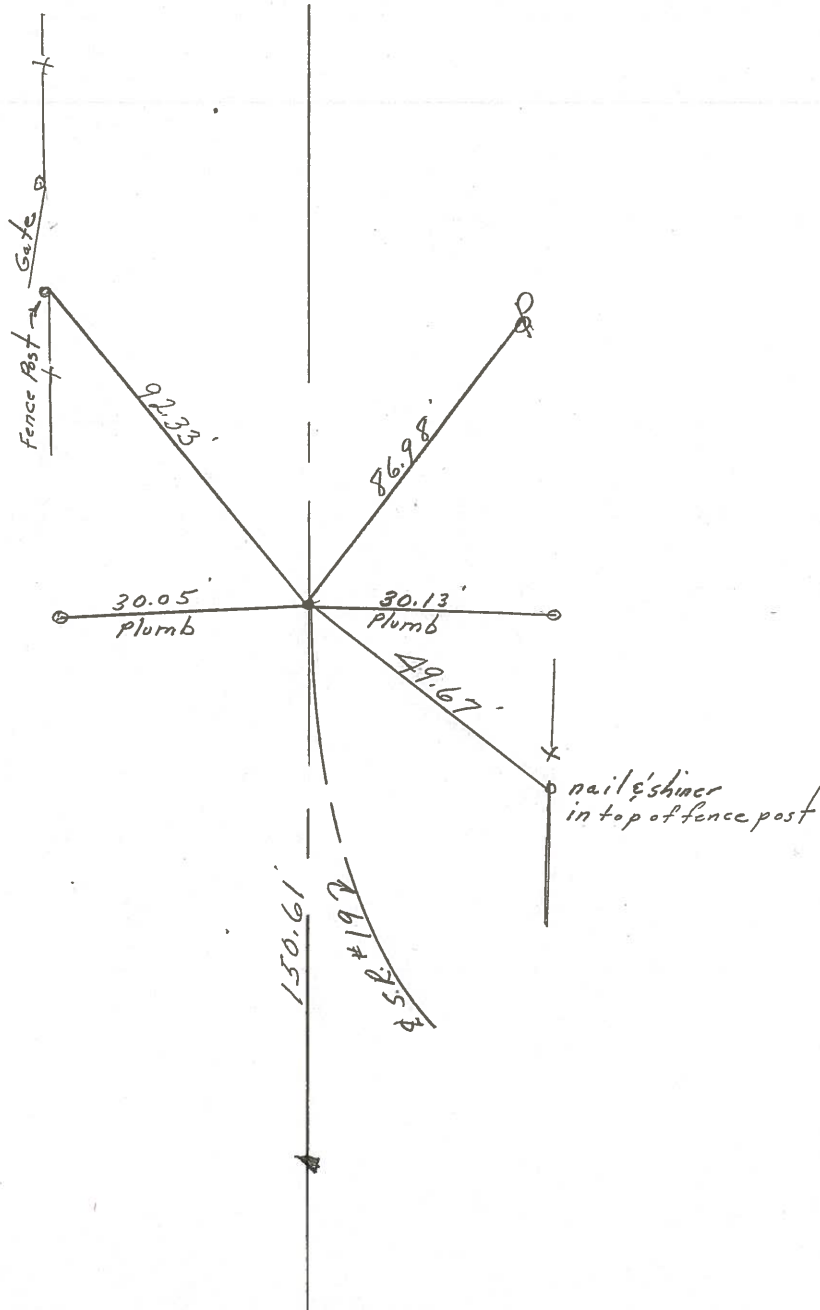 Gate
Fence Post
92.33'
86.98'
30.05'
Plumb
30.13'
Plumb
49.67'
nail & shiner
in top of fence post
150.61'
℄ S.R. #192